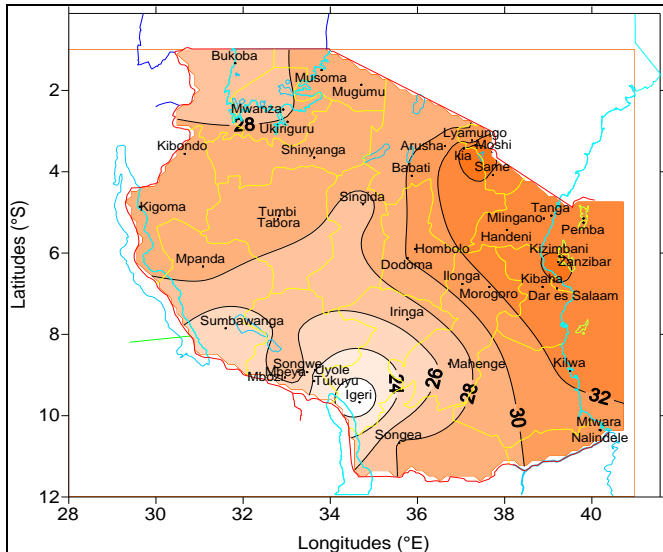 Bukoba
Musoma
Mugumu
2
Mwanza
28
Ukiriguru
Lyamungo
Kibondo
Shinyanga
Arusha
Moshi
kia
4
Babati
Same
Kigoma
Singida
Tumbi
Tabora
Mlingano
Tanga
Pemba
Handeni
6
Mpanda
Hombolo
Dodoma
Kizimbani
Zanzibar
Ilonga
Morogoro
Kibaha
Dar es Salaam
Sumbawanga
Iringa
8
Songwe
Mbeya
Uyole
Mbozi
Tukuyu
Igeri
24
26
28
Mahenge
Kilwa
32
30
10
Songea
Mtwara
Nalindele
12
28 30 32 34 36 38 40
Latitudes (°S)
Longitudes (°E)